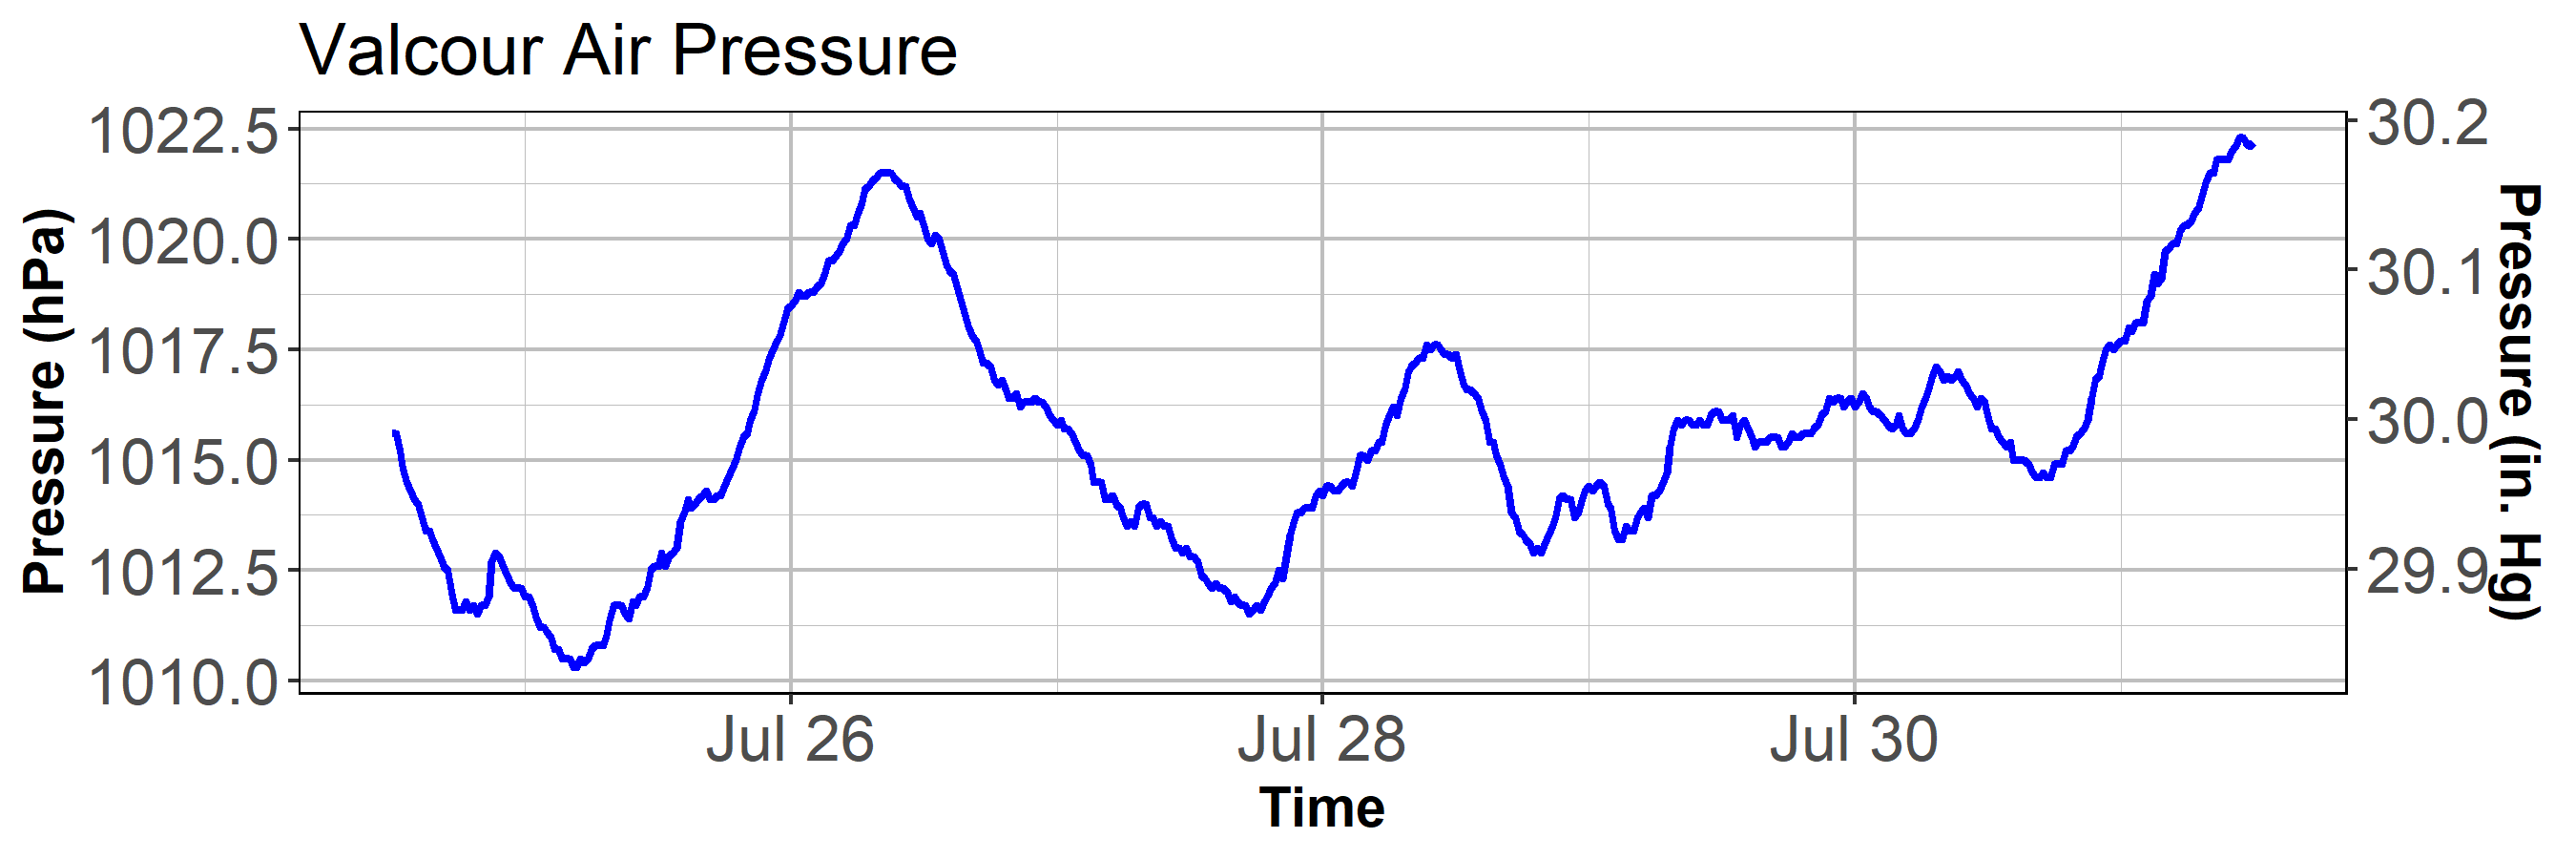 Valcour Air Pressure
Pressure (hPa)
1022.5
1020.0
1017.5
1015.0
1012.5
1010.0
30.2
30.1
30.0
29.9
Pressure (in. Hg)
Jul 26
Jul 28
Jul 30
Time